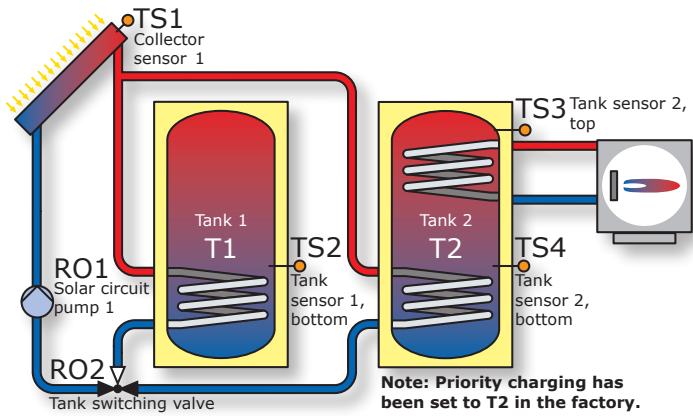 TS1
Collector
sensor 1
TS3 Tank sensor 2,
top
Tank 1
T1
Tank 2
T2
TS2
Tank
sensor 1,
bottom
TS4
Tank
sensor 2,
bottom
RO1
Solar circuit
pump 1
RO2
Tank switching valve
Note: Priority charging has
been set to T2 in the factory.